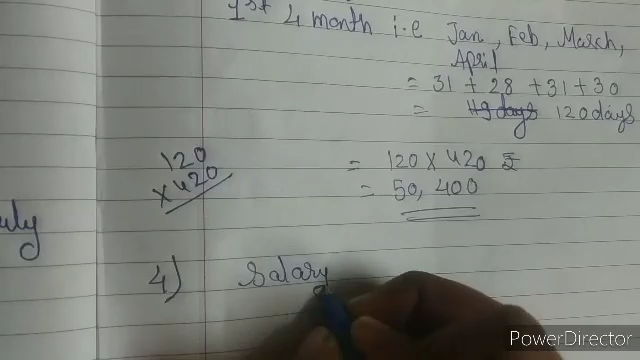 1st 4 month i.e Jan, Feb, March,
April
= 31 + 28 + 31 + 30
= 119 days 120 days
120
x 420
= 120 x 420 ₹
= 50,400
uly
4) Salary
PowerDirector